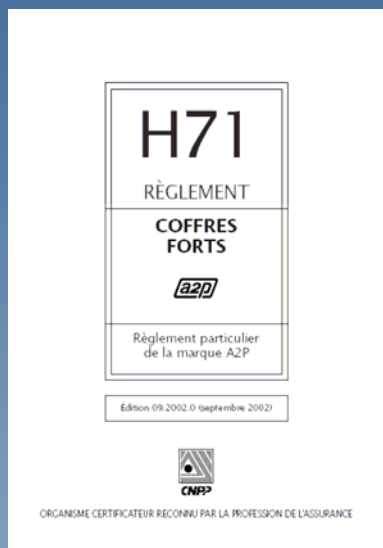 H71
RÈGLEMENT
COFFRES
FORTS
a2p
Règlement particulier
de la marque A2P
Édition 09.2002.0 (septembre 2002)
CNPP
ORGANISME CERTIFICATEUR RECONNU PAR LA PROFESSION DE L'ASSURANCE